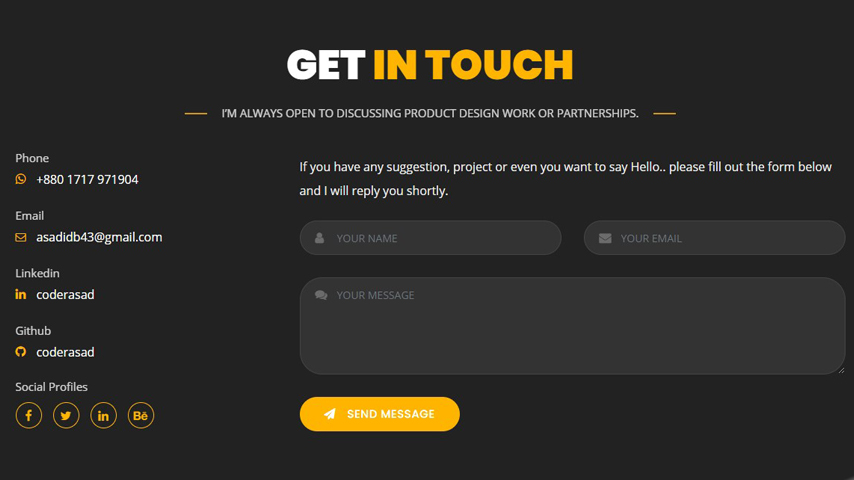 GET IN TOUCH
I'M ALWAYS OPEN TO DISCUSSING PRODUCT DESIGN WORK OR PARTNERSHIPS.
Phone
+880 1717 971904
Email
asadidb43@gmail.com
Linkedin
coderasad
Github
coderasad
Social Profiles
Bē
If you have any suggestion, project or even you want to say Hello.. please fill out the form below
and I will reply you shortly.
YOUR NAME
YOUR EMAIL
YOUR MESSAGE
SEND MESSAGE